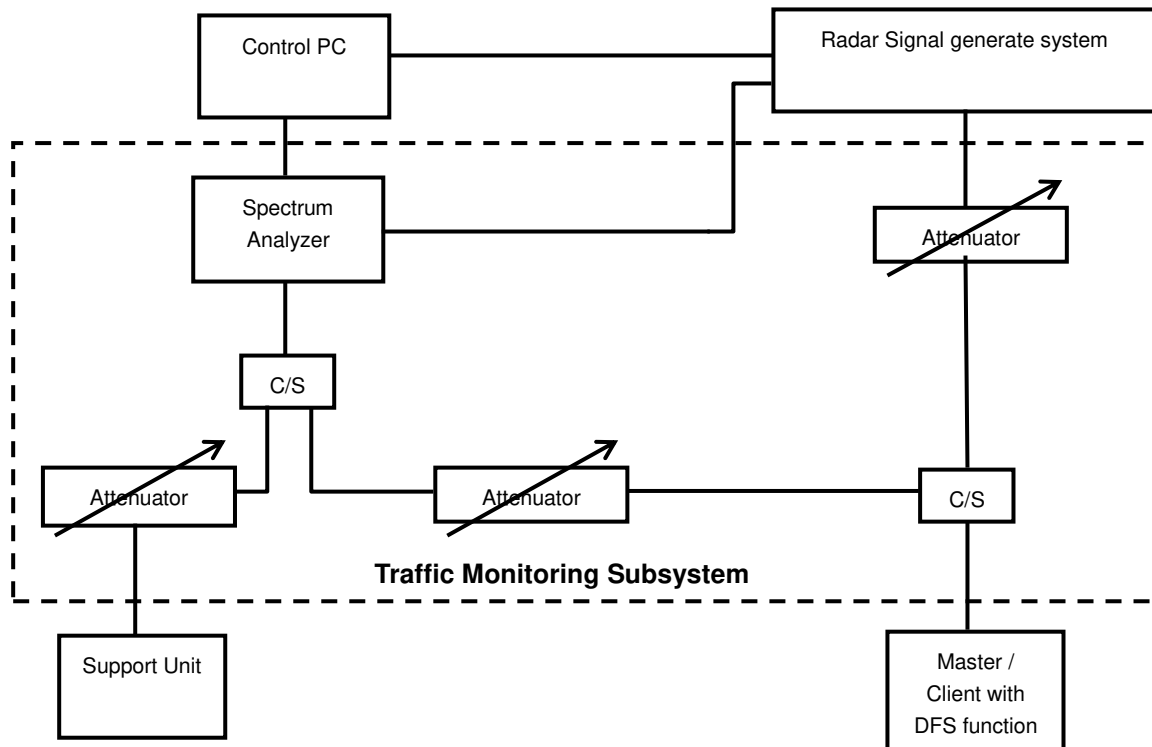 Control PC
Radar Signal generate system
Spectrum
Analyzer
Attenuator
C/S
Attenuator
Attenuator
C/S
Traffic Monitoring Subsystem
Support Unit
Master /
Client with
DFS function